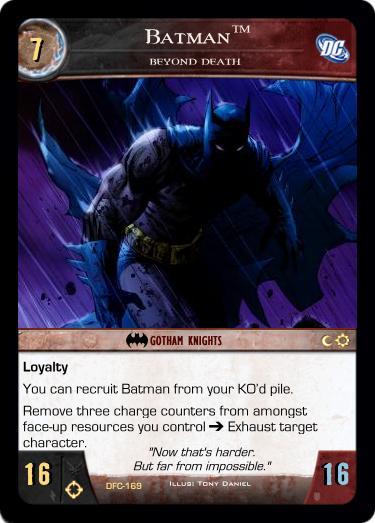 7
BATMAN™
BEYOND DEATH
DC
GOTHAM KNIGHTS
Loyalty
You can recruit Batman from your KO'd pile.
Remove three charge counters from amongst
face-up resources you control ➔ Exhaust target
character.
"Now that's harder.
But far from impossible."
16
DFC-169
ILLUS: TONY DANIEL
16